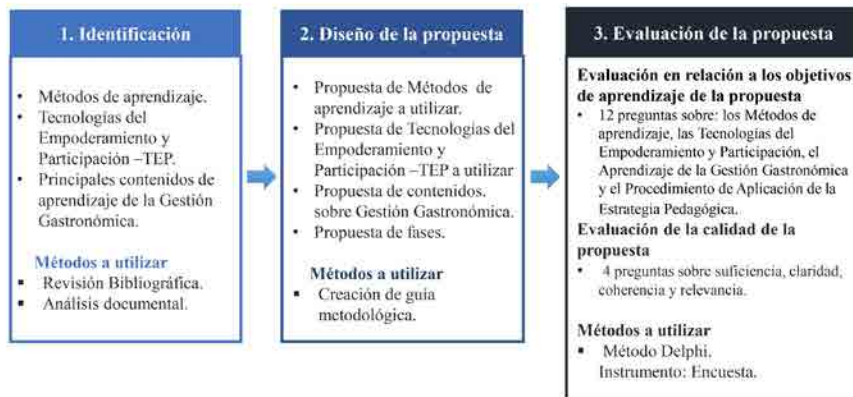 1. Identificación
• Métodos de aprendizaje.
• Tecnologías del
Empoderamiento y
Participación –TEP.
• Principales contenidos de
aprendizaje de la Gestión
Gastronómica.
Métodos a utilizar
▪ Revisión Bibliográfica.
▪ Análisis documental.
2. Diseño de la propuesta
• Propuesta de Métodos de
aprendizaje a utilizar.
• Propuesta de Tecnologías del
Empoderamiento y
Participación –TEP a utilizar
• Propuesta de contenidos.
sobre Gestión Gastronómica.
• Propuesta de fases.
Métodos a utilizar
▪ Creación de guía
metodológica.
3. Evaluación de la propuesta
Evaluación en relación a los objetivos
de aprendizaje de la propuesta
• 12 preguntas sobre: los Métodos de
aprendizaje, las Tecnologías del
Empoderamiento y Participación, el
Aprendizaje de la Gestión Gastronómica
y el Procedimiento de Aplicación de la
Estrategia Pedagógica.
Evaluación de la calidad de la
propuesta
• 4 preguntas sobre suficiencia, claridad,
coherencia y relevancia.
Métodos a utilizar
▪ Método Delphi.
Instrumento: Encuesta.